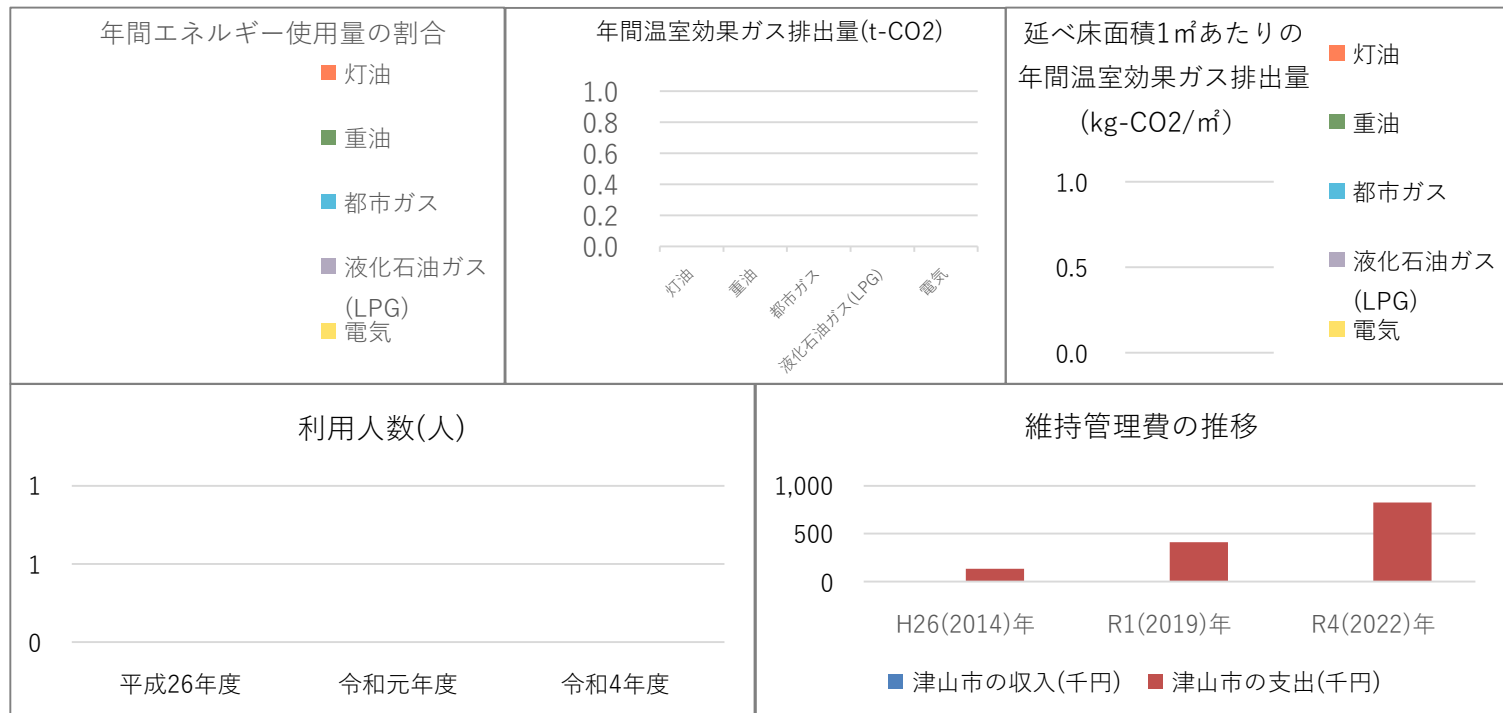 年間エネルギー使用量の割合
灯油
重油
都市ガス
液化石油ガス
(LPG)
電気
年間温室効果ガス排出量(t-CO2)
1.0
0.8
0.6
0.4
0.2
0.0
灯油
重油
都市ガス
液化石油ガス(LPG)
電気
延べ床面積1㎡あたりの
年間温室効果ガス排出量
(kg-CO2/㎡)
1.0
0.5
0.0
灯油
重油
都市ガス
液化石油ガス
(LPG)
電気
利用人数(人)
1
1
0
平成26年度 令和元年度 令和4年度
維持管理費の推移
1,000
500
0
H26(2014)年 R1(2019)年 R4(2022)年
津山市の収入(千円) 津山市の支出(千円)